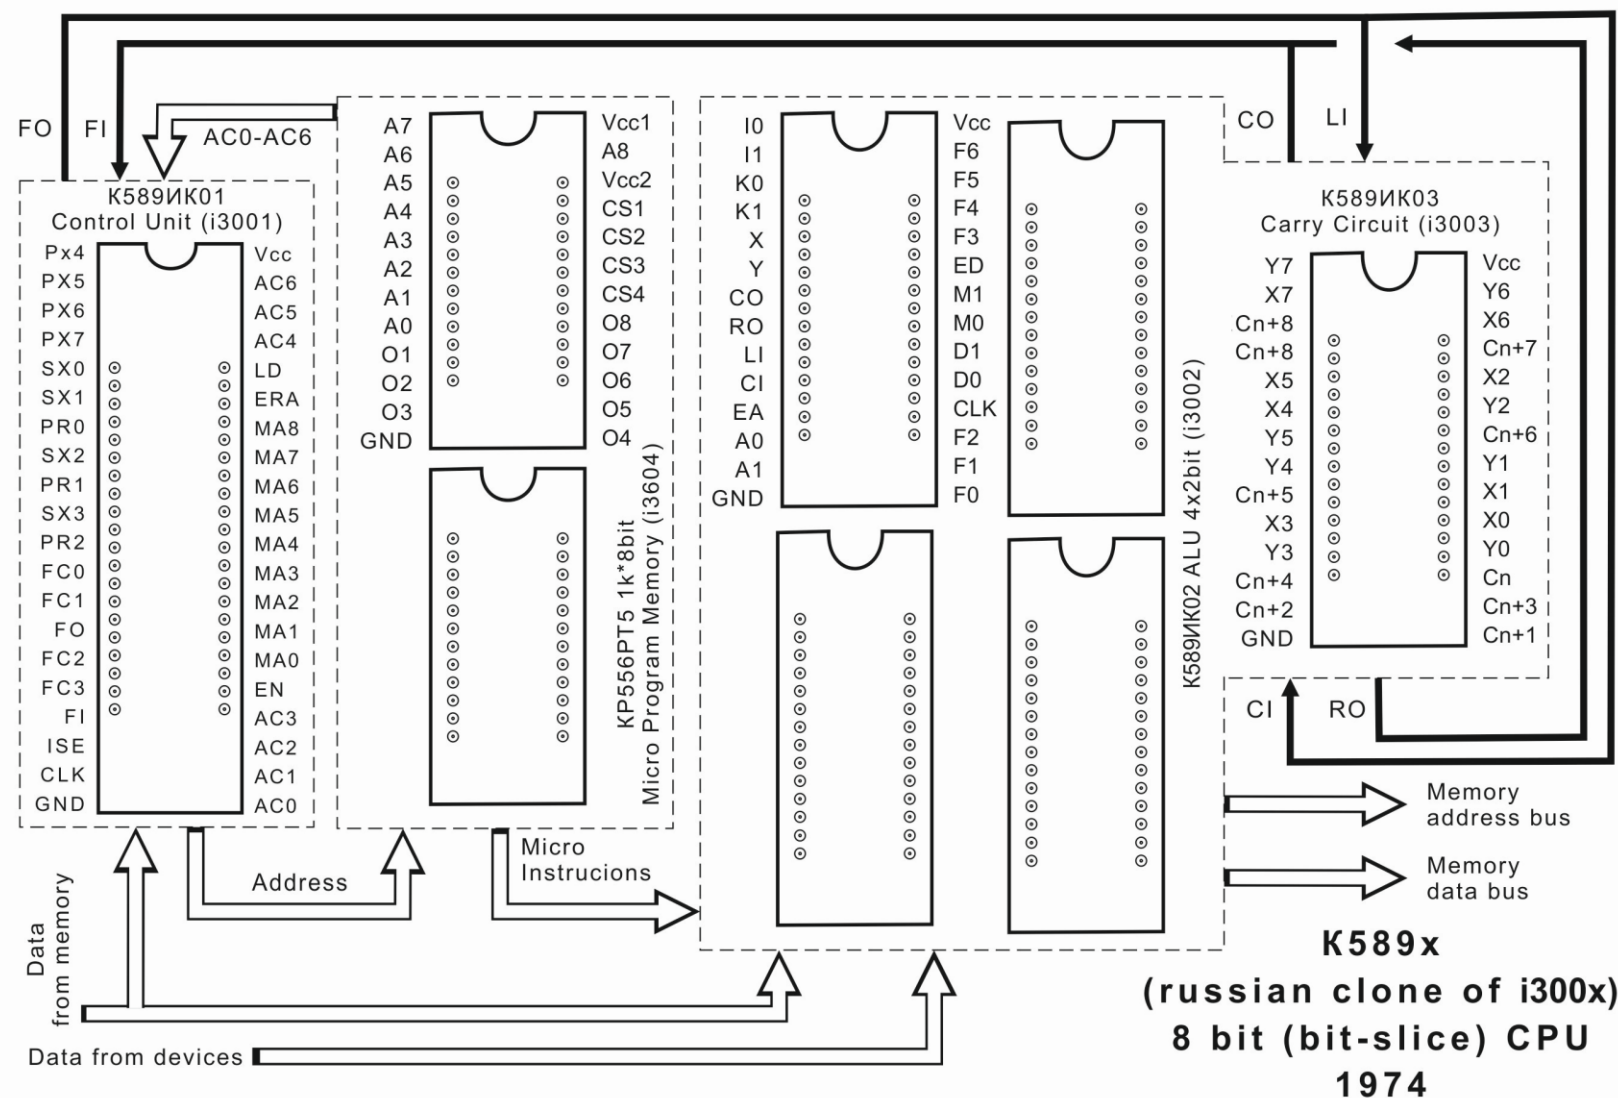 FO
FI
AC0-AC6
CO
LI
К589ИК01
Control Unit (i3001)
Px4
PX5
PX6
PX7
SX0
SX1
PR0
SX2
PR1
SX3
PR2
FC0
FC1
FO
FC2
FC3
FI
ISE
CLK
GND
Vcc
AC6
AC5
AC4
LD
ERA
MA8
MA7
MA6
MA5
MA4
MA3
MA2
MA1
MA0
EN
AC3
AC2
AC1
AC0
A7
A6
A5
A4
A3
A2
A1
A0
O1
O2
O3
GND
Vcc1
A8
Vcc2
CS1
CS2
CS3
CS4
O8
O7
O6
O5
O4
КР556РТ5 1k*8bit
Micro Program Memory (i3604)
I0
I1
K0
K1
X
Y
CO
RO
LI
CI
EA
A0
A1
GND
Vcc
F6
F5
F4
F3
ED
M1
M0
D1
D0
CLK
F2
F1
F0
К589ИК02 ALU 4x2bit (i3002)
К589ИК03
Carry Circuit (i3003)
Y7
X7
Cn+8
Cn+8
X5
X4
Y5
Y4
Cn+5
X3
Y3
Cn+4
Cn+2
GND
Vcc
Y6
X6
Cn+7
X2
Y2
Cn+6
Y1
X1
X0
Y0
Cn
Cn+3
Cn+1
CI
RO
Memory
address bus
Memory
data bus
Address
Micro
Instrucions
Data
from memory
Data from devices
K589x
(russian clone of i300x)
8 bit (bit-slice) CPU
1974